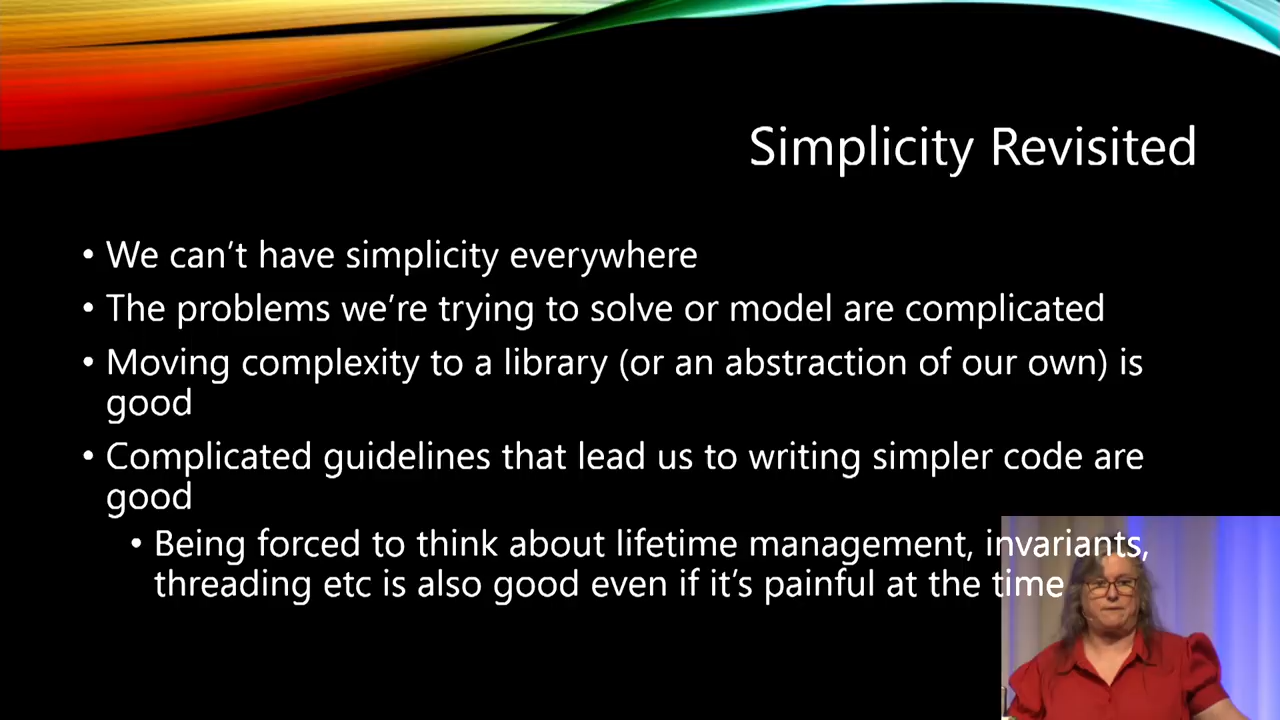 Simplicity Revisited
• We can’t have simplicity everywhere
• The problems we’re trying to solve or model are complicated
• Moving complexity to a library (or an abstraction of our own) is
good
• Complicated guidelines that lead us to writing simpler code are
good
• Being forced to think about lifetime management, invariants,
threading etc is also good even if it’s painful at the time